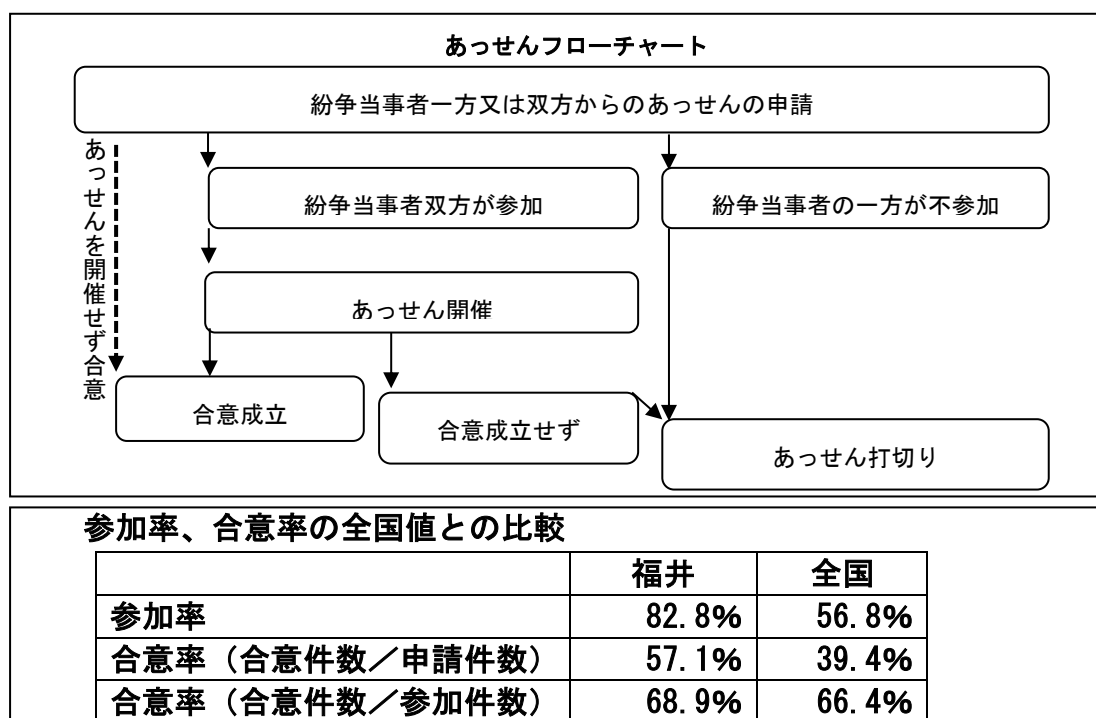 あっせんフローチャート
紛争当事者一方又は双方からのあっせんの申請
あっせんを開催せず合意
紛争当事者双方が参加
紛争当事者の一方が不参加
あっせん開催
合意成立
合意成立せず
あっせん打切り
参加率、合意率の全国値との比較
福井 全国
参加率 82.8% 56.8%
合意率（合意件数／申請件数） 57.1% 39.4%
合意率（合意件数／参加件数） 68.9% 66.4%